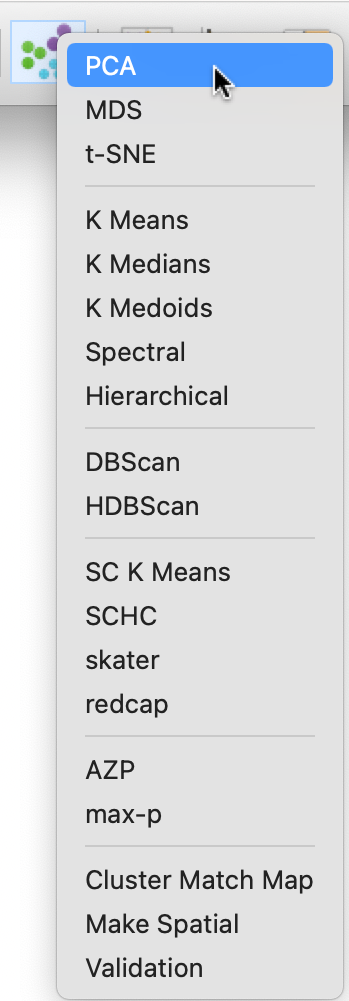 PCA
MDS
t-SNE
K Means
K Medians
K Medoids
Spectral
Hierarchical
DBScan
HDBScan
SC K Means
SCHC
skater
redcap
AZP
max-p
Cluster Match Map
Make Spatial
Validation